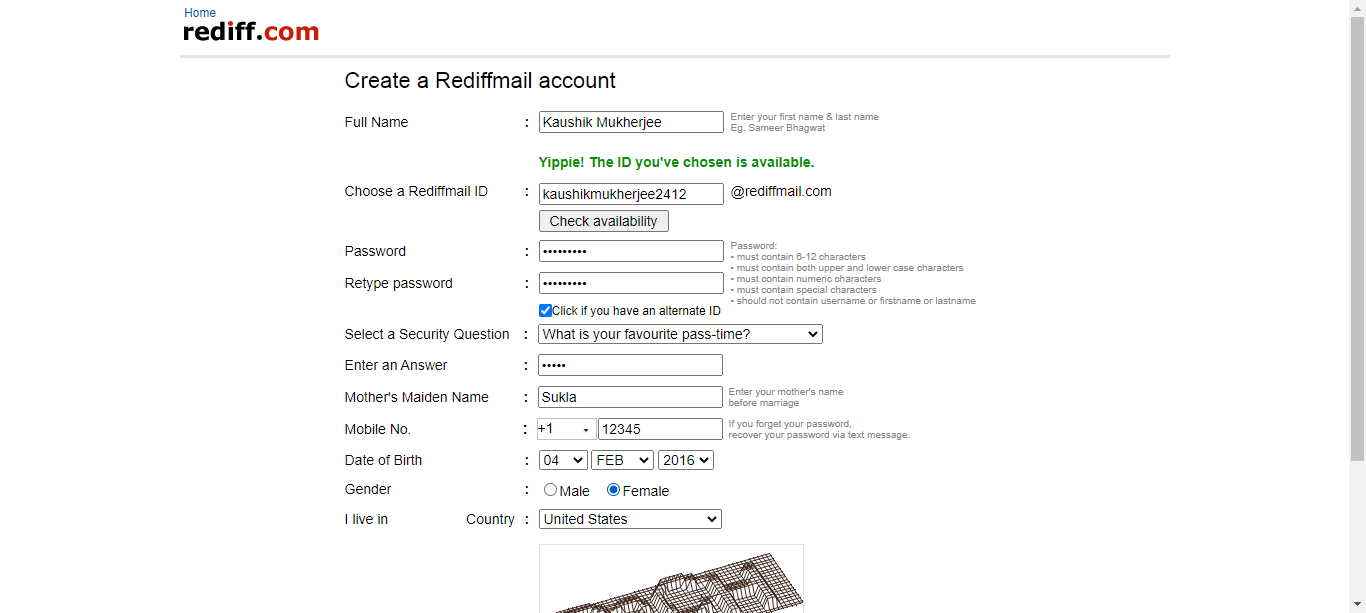 Home
rediff.com
Create a Rediffmail account
Full Name : Kaushik Mukherjee Enter your first name & last name
Eg. Sameer Bhagwat
Yippie! The ID you've chosen is available.
Choose a Rediffmail ID : kaushikmukherjee2412 @rediffmail.com
Check availability
Password : ••••••••• Password:
• must contain 6-12 characters
• must contain both upper and lower case characters
• must contain numeric characters
• must contain special characters
• should not contain username or firstname or lastname
Retype password : •••••••••
Click if you have an alternate ID
Select a Security Question : What is your favourite pass-time?
Enter an Answer : •••••
Mother's Maiden Name : Sukla Enter your mother's name
before marriage
Mobile No. : +1 12345 If you forget your password,
recover your password via text message.
Date of Birth : 04 FEB 2016
Gender : Male Female
I live in Country : United States